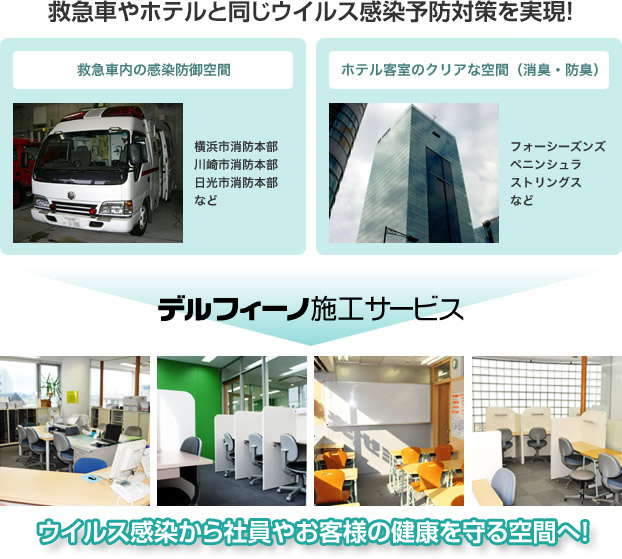 救急車やホテルと同じウイルス感染予防対策を実現!
救急車内の感染防御空間
横浜市消防本部
川崎市消防本部
日光市消防本部
など
ホテル客室のクリアな空間（消臭・防臭）
フォーシーズンズ
ペニンシュラ
ストリングス
など
デルフィーノ施工サービス
ウイルス感染から社員やお客様の健康を守る空間へ!